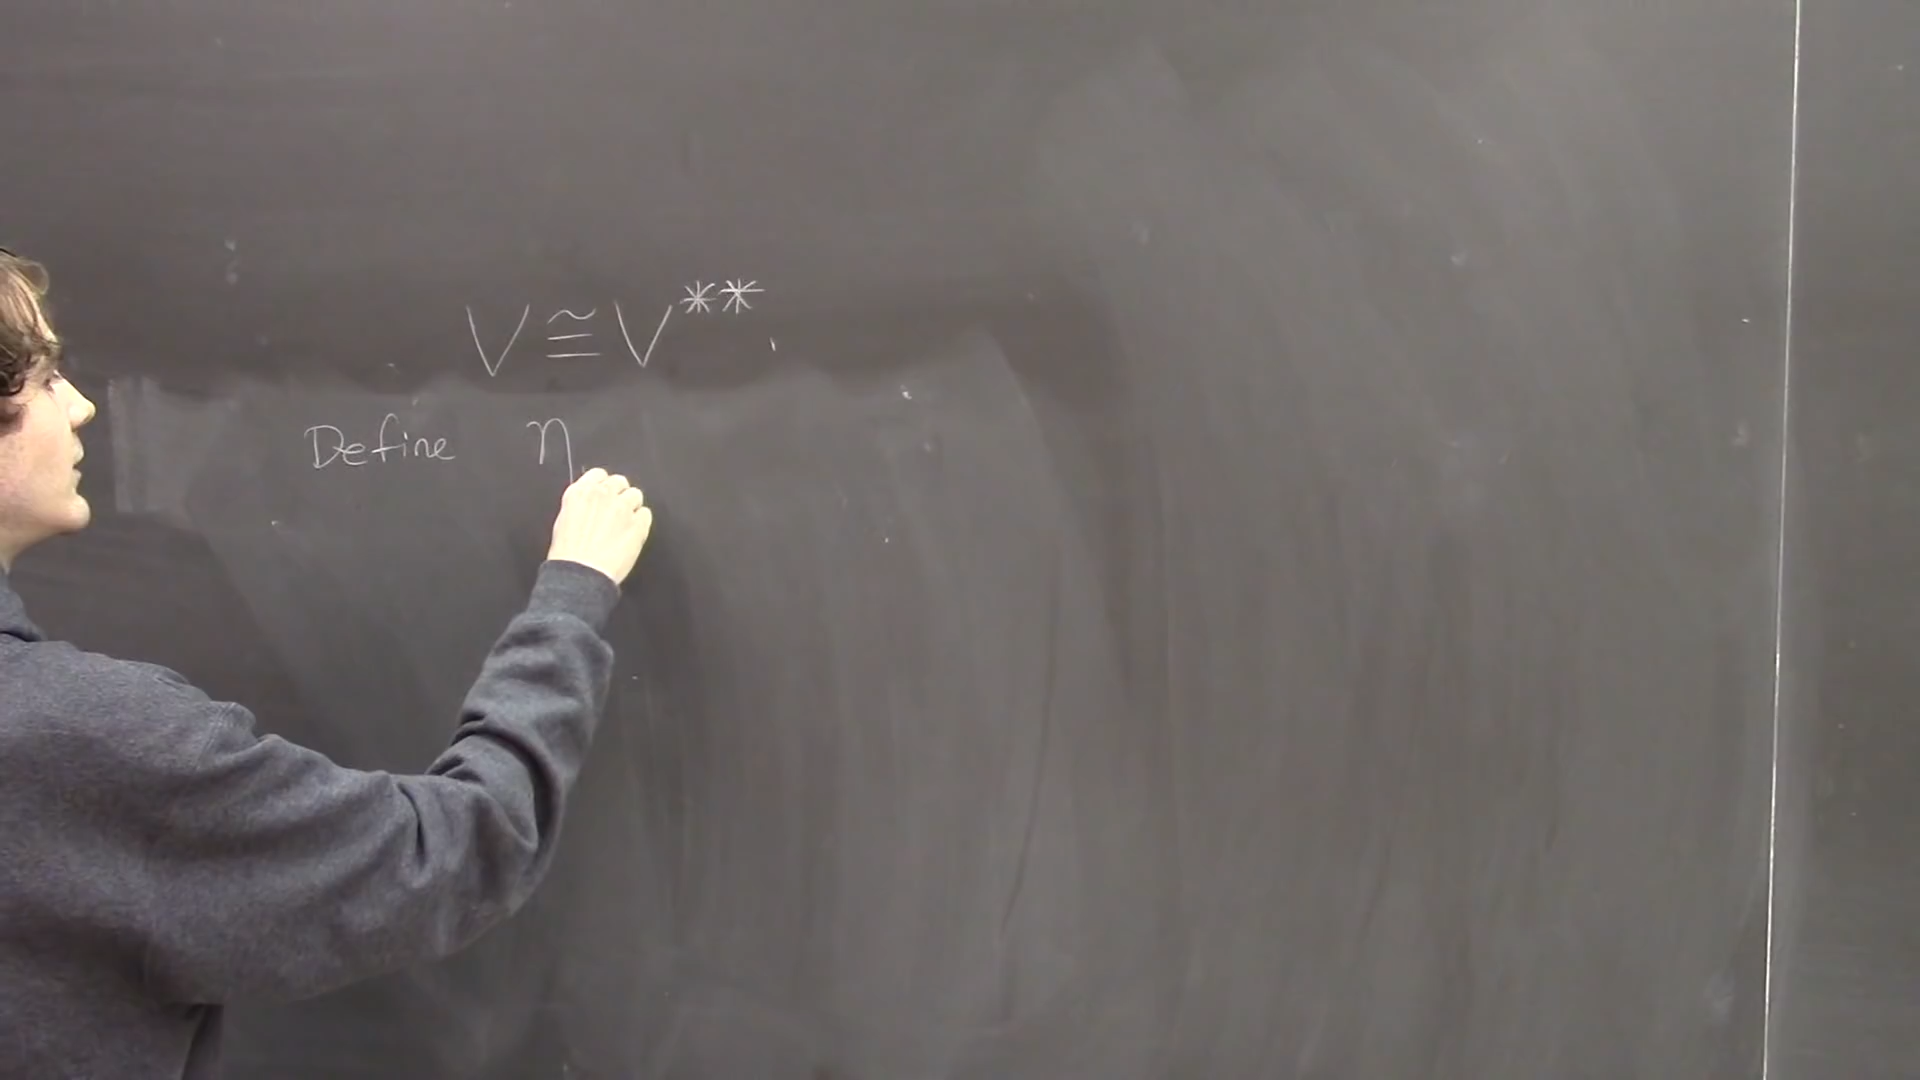 V ≅ V**
Define η